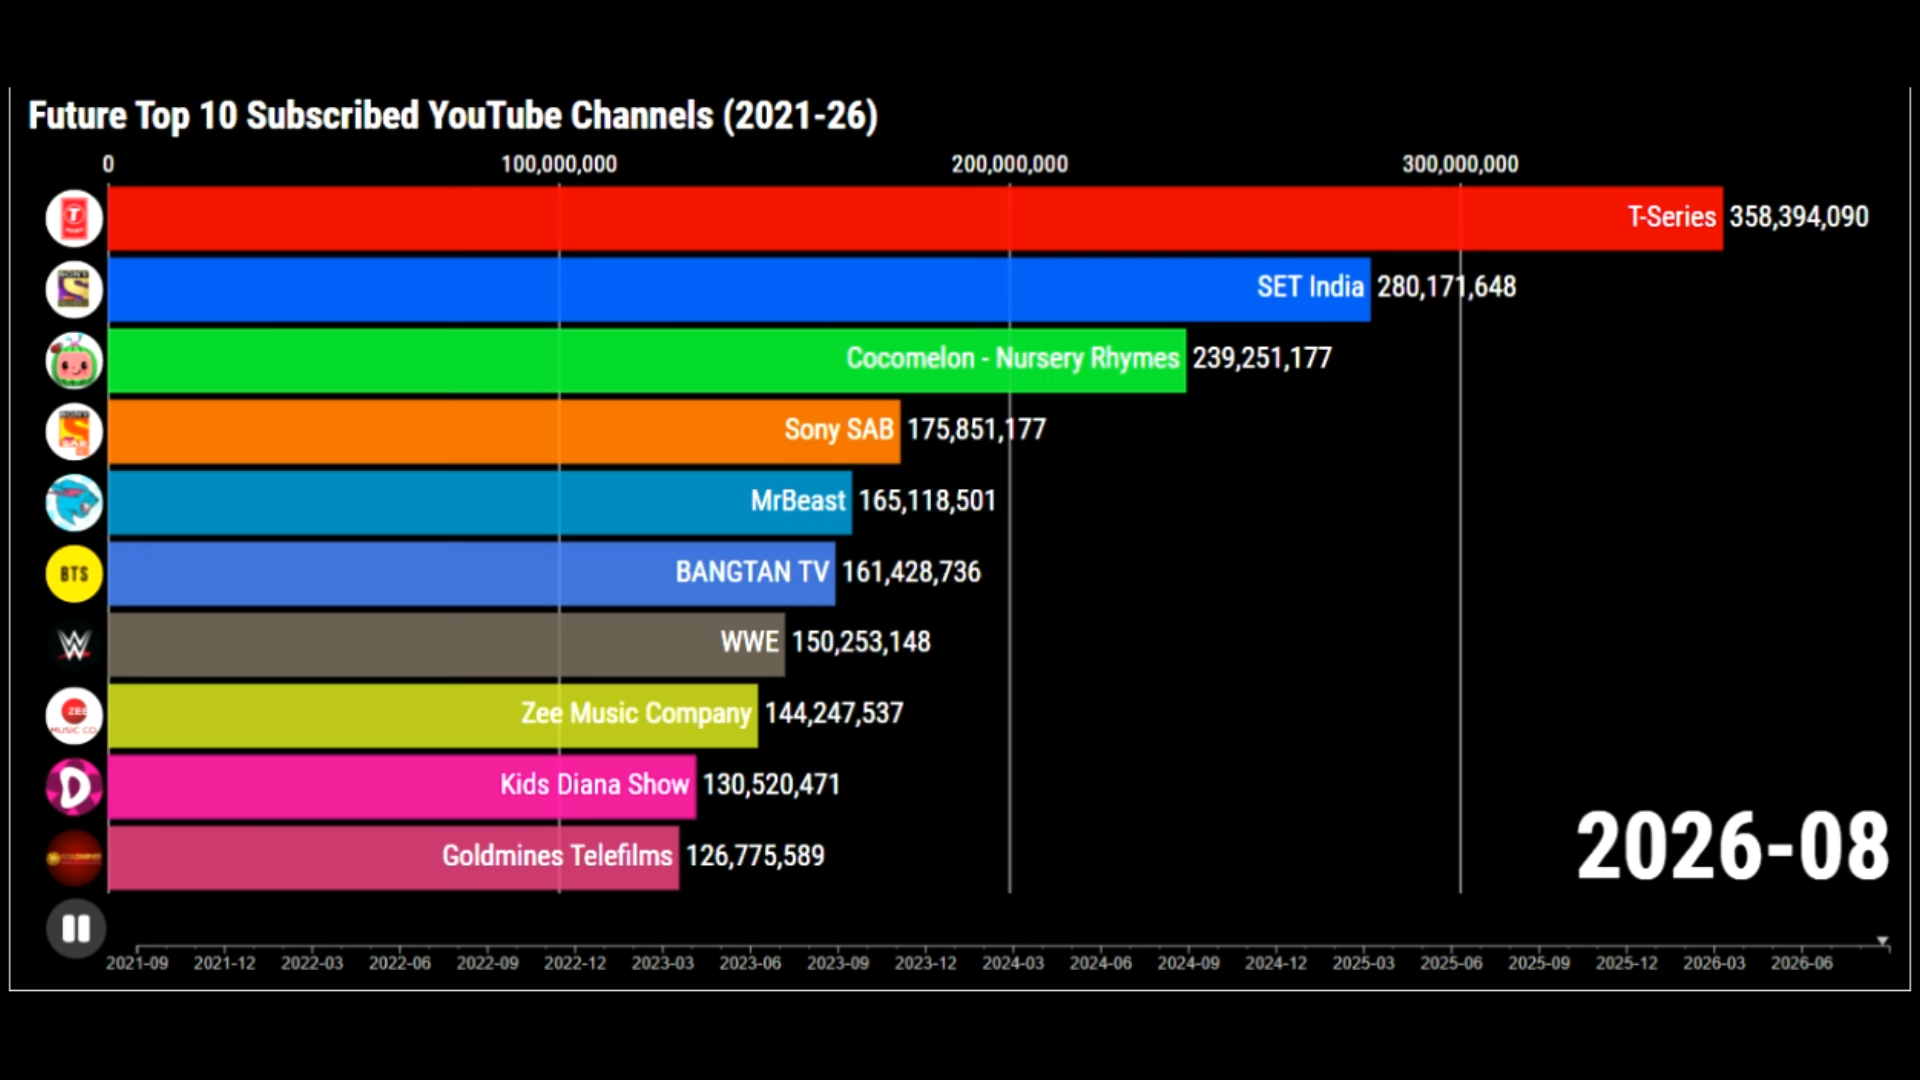 Future Top 10 Subscribed YouTube Channels (2021-26)
0 100,000,000 200,000,000 300,000,000
T-Series 358,394,090
SET India 280,171,648
Cocomelon - Nursery Rhymes 239,251,177
Sony SAB 175,851,177
MrBeast 165,118,501
BTS BANGTAN TV 161,428,736
W WWE 150,253,148
ZEE MUSIC CO. Zee Music Company 144,247,537
D Kids Diana Show 130,520,471
Goldmines Telefilms 126,775,589
2026-08
2021-09 2021-12 2022-03 2022-06 2022-09 2022-12 2023-03 2023-06 2023-09 2023-12 2024-03 2024-06 2024-09 2024-12 2025-03 2025-06 2025-09 2025-12 2026-03 2026-06